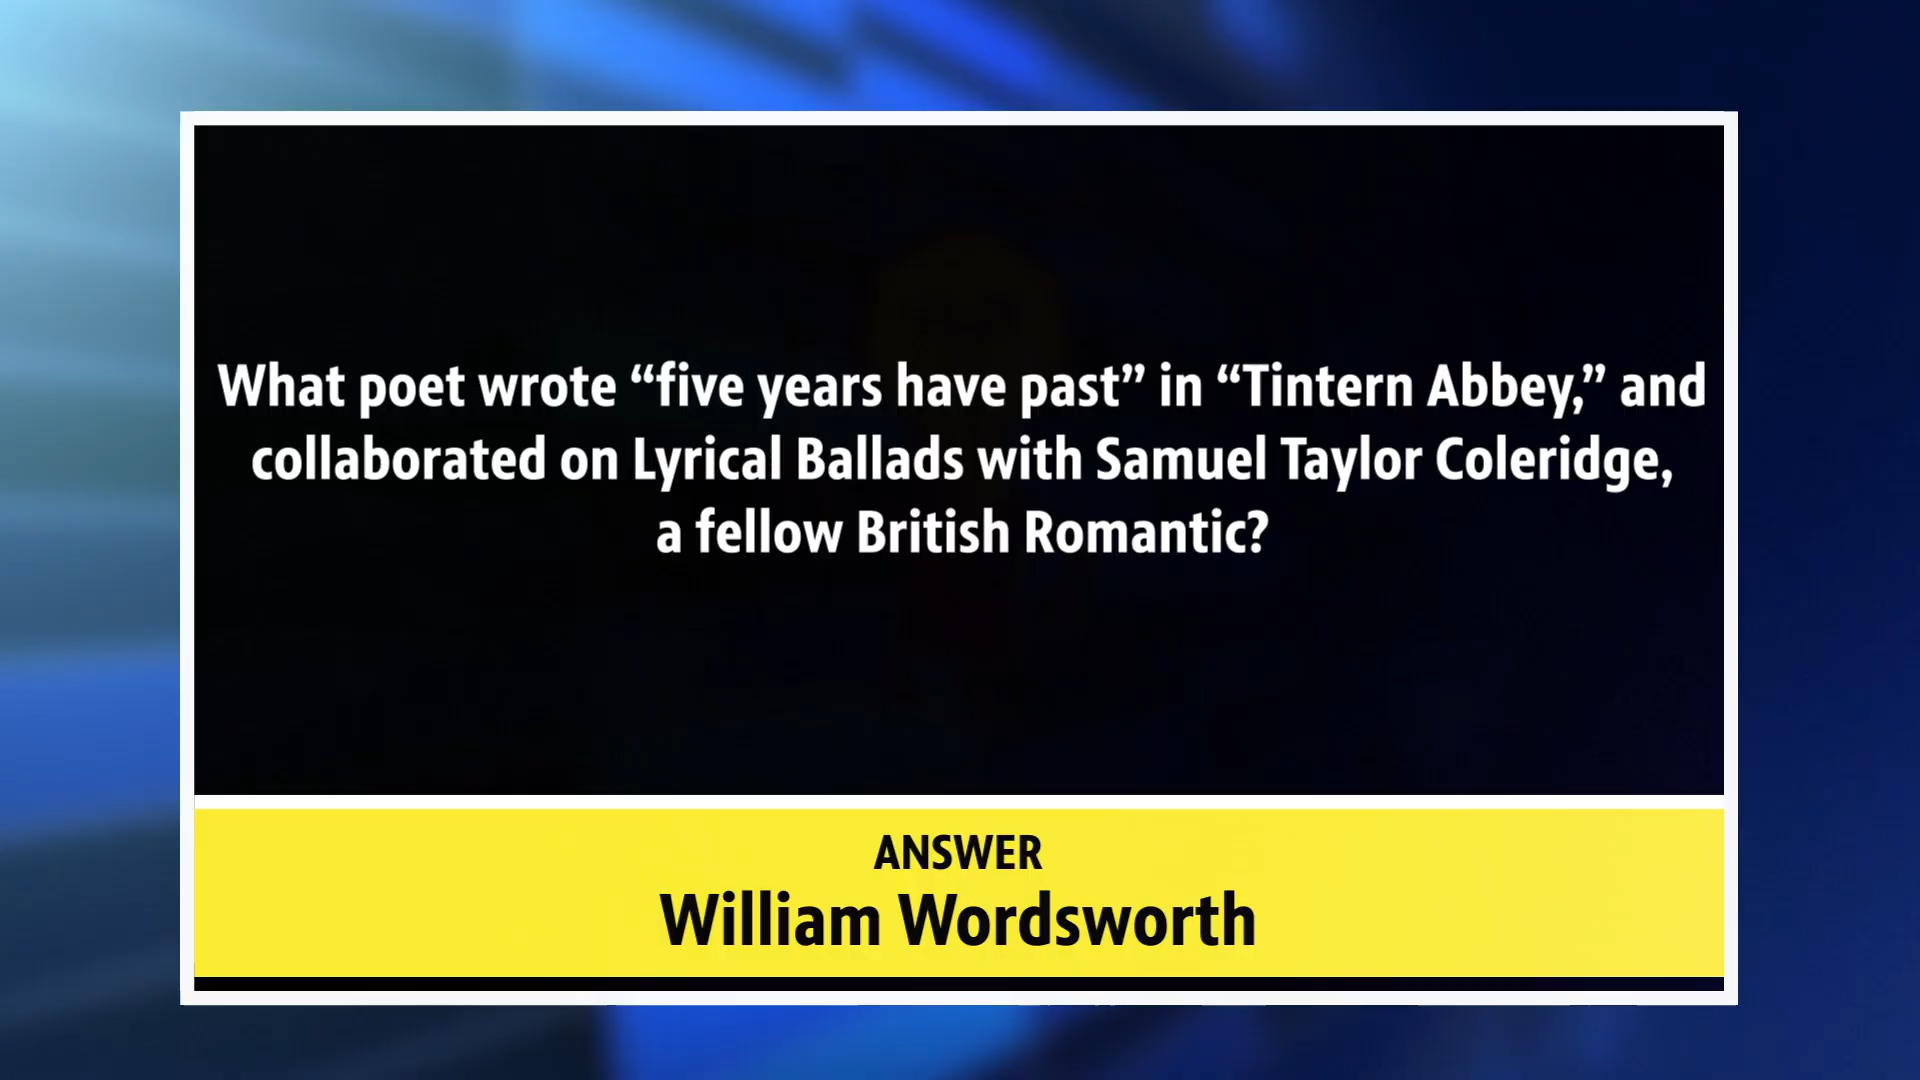 What poet wrote “five years have past” in “Tintern Abbey,” and
collaborated on Lyrical Ballads with Samuel Taylor Coleridge,
a fellow British Romantic?
ANSWER
William Wordsworth